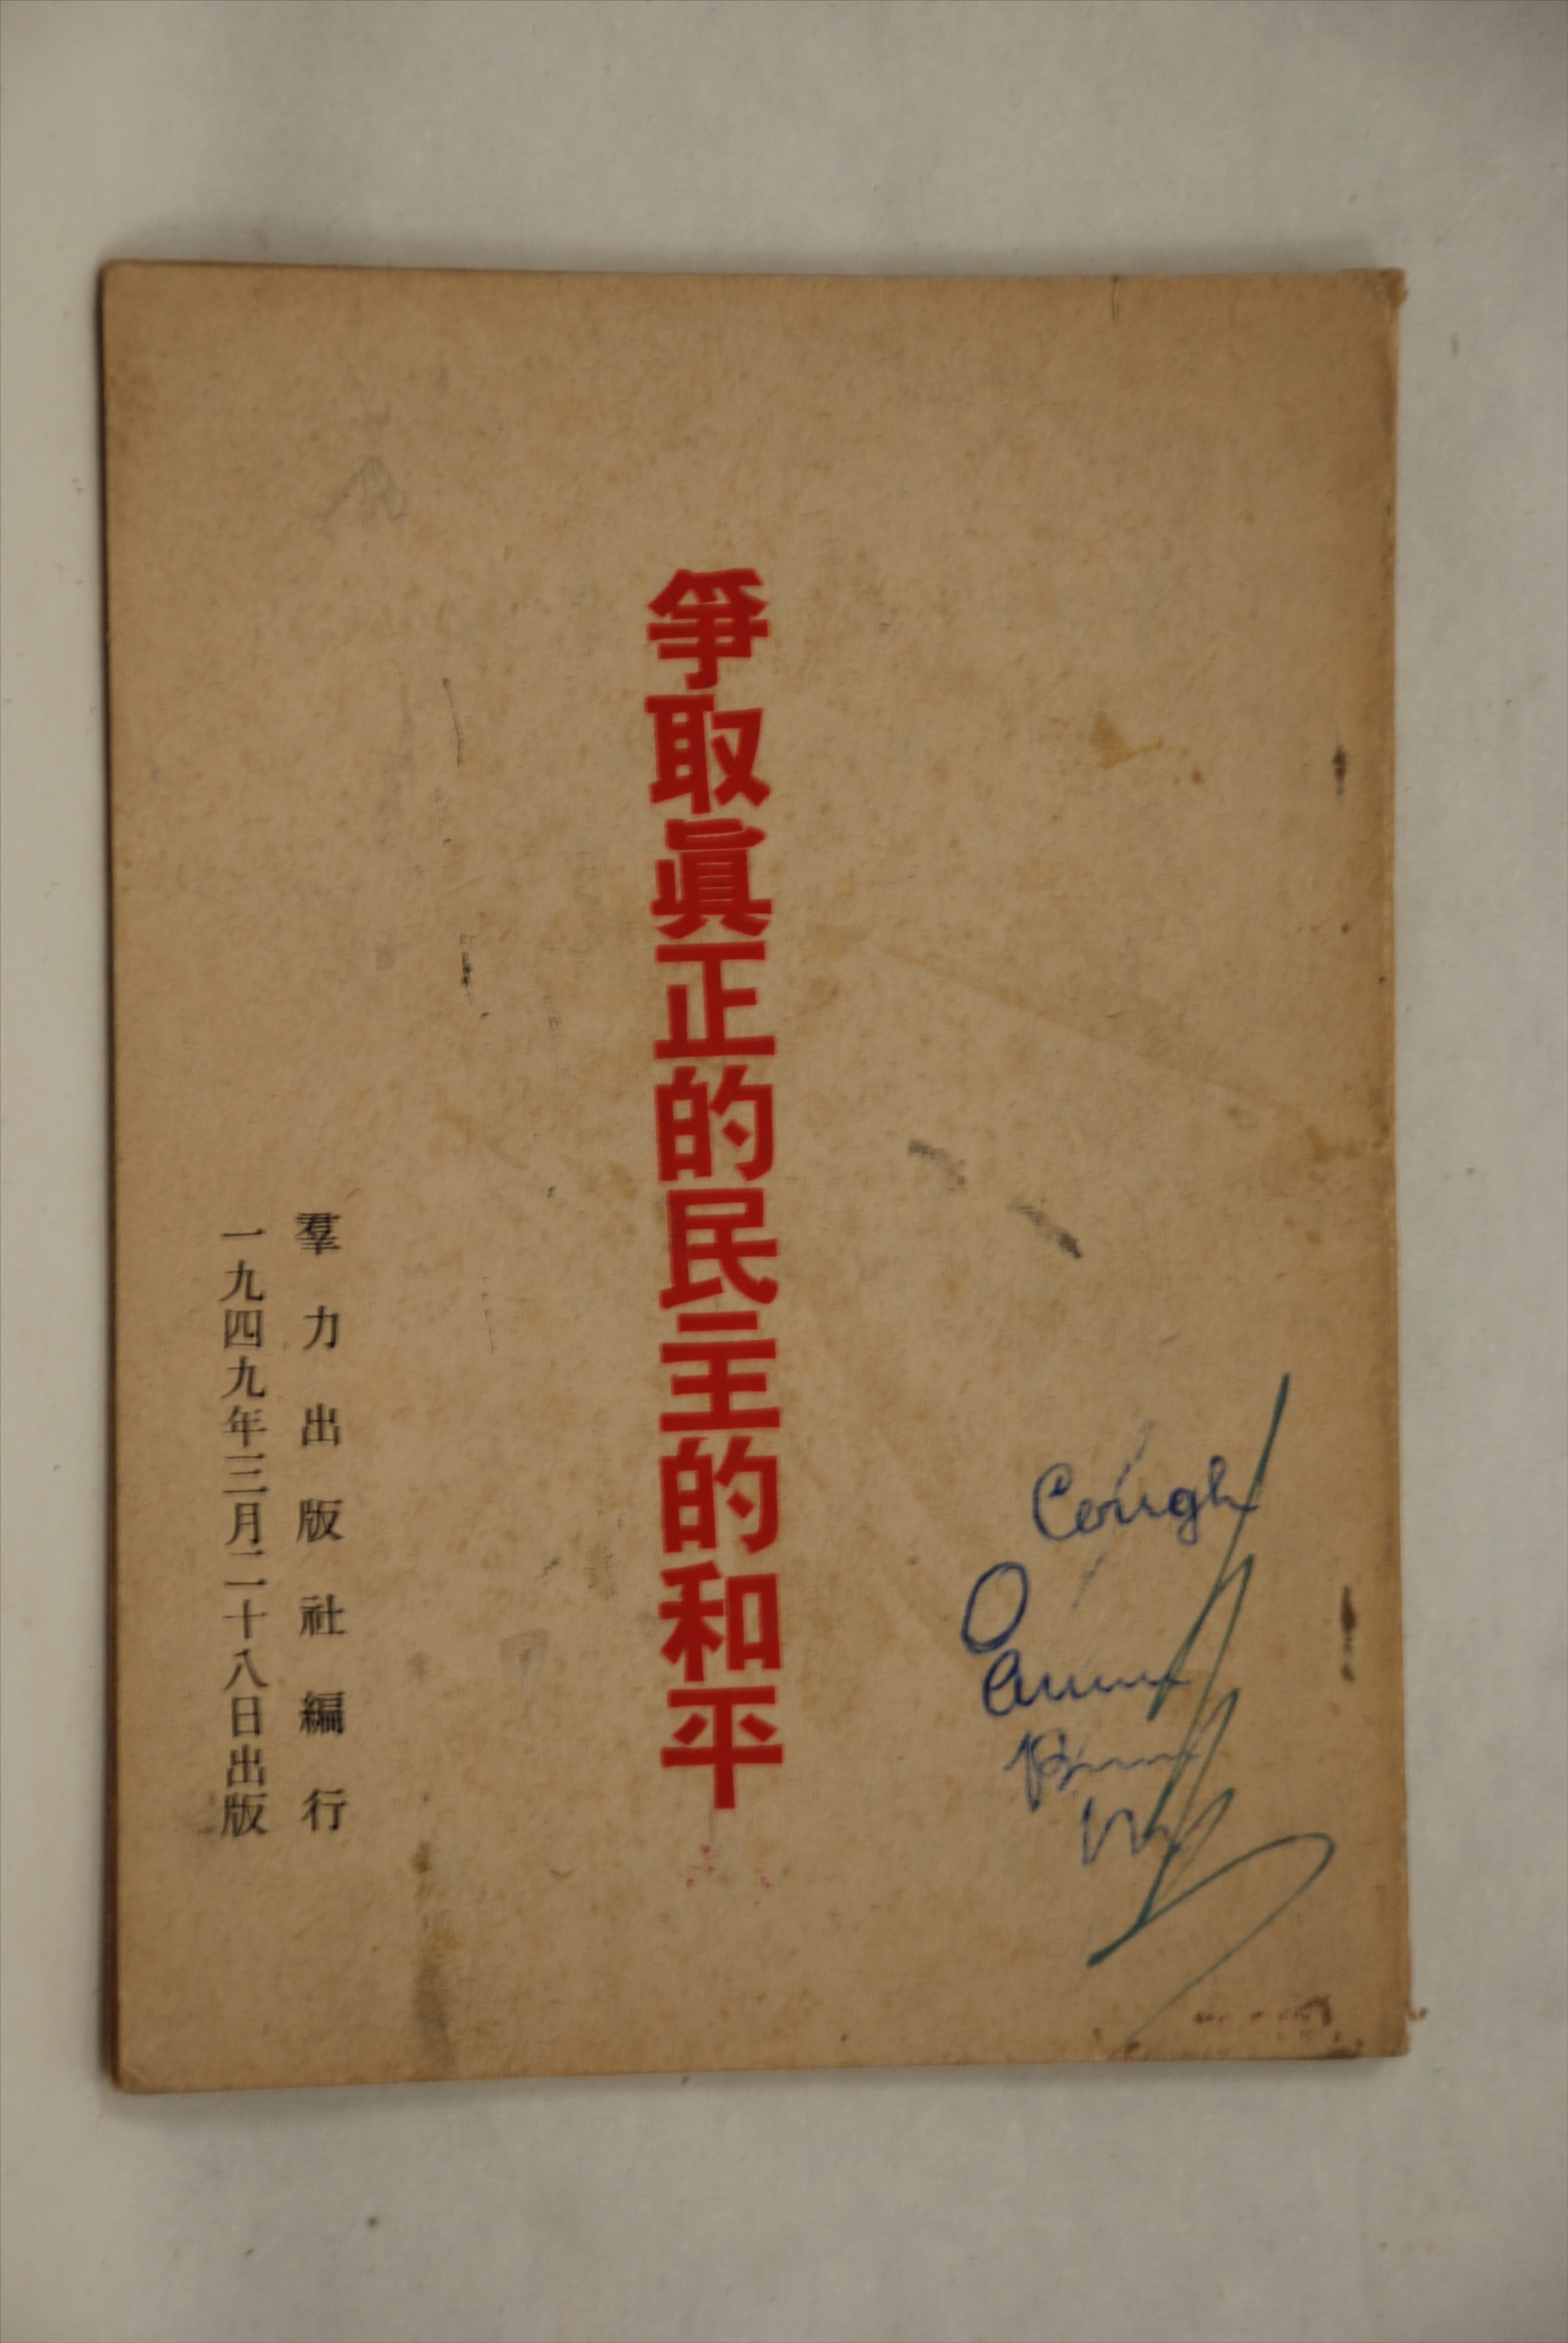 爭取眞正的民主的和平
羣力出版社編行
一九四九年三月二十八日出版
Cough
O